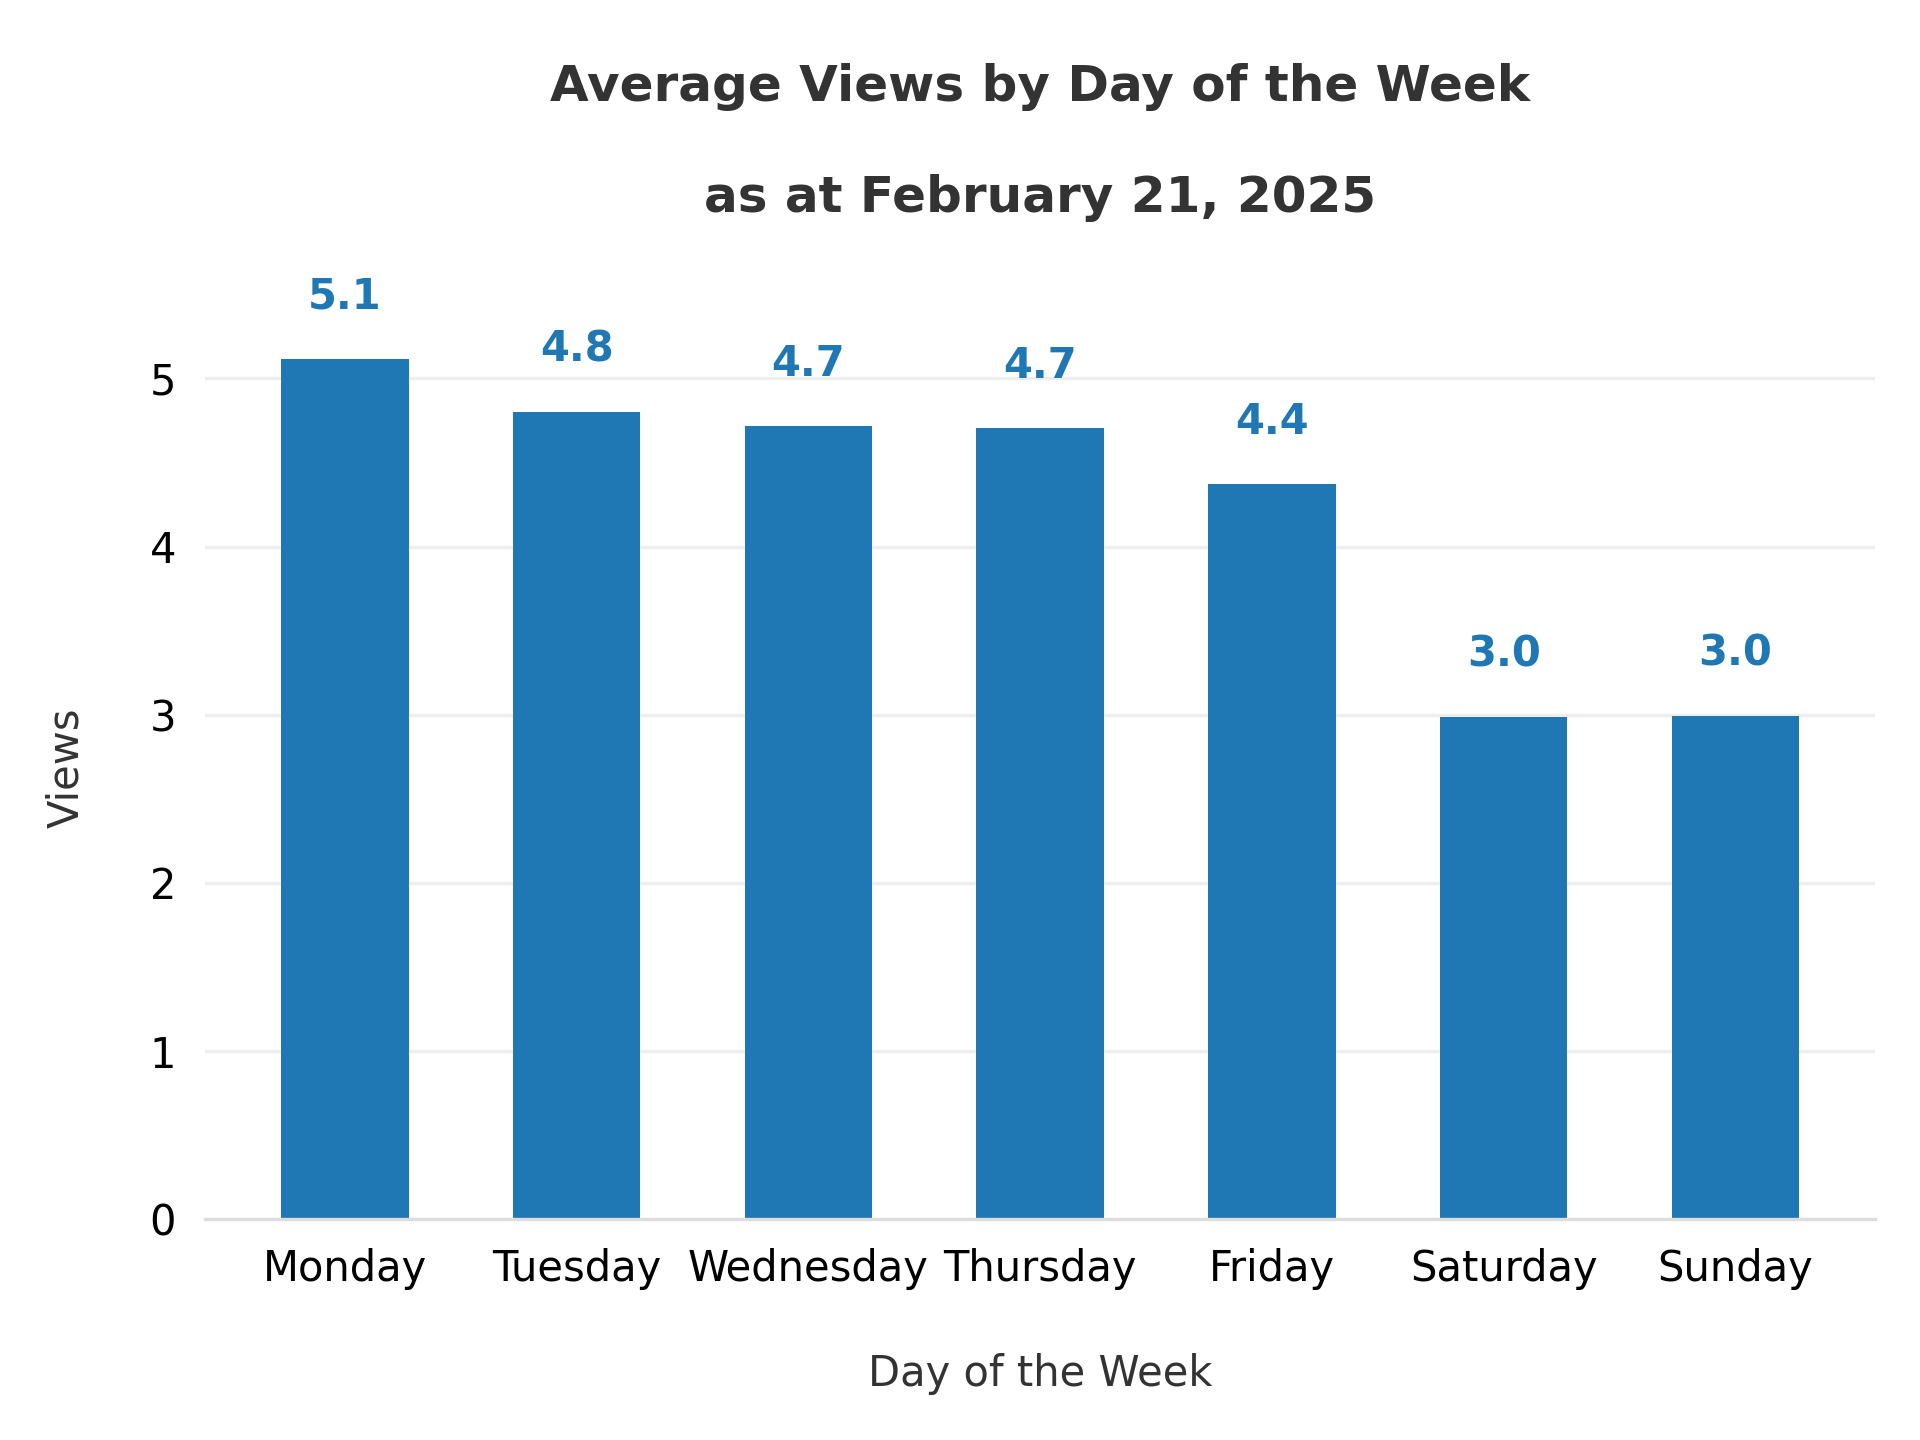 Average Views by Day of the Week
as at February 21, 2025
5.1
4.8
4.7
4.7
4.4
3.0
3.0
5
4
3
2
1
0
Views
Monday Tuesday Wednesday Thursday Friday Saturday Sunday
Day of the Week